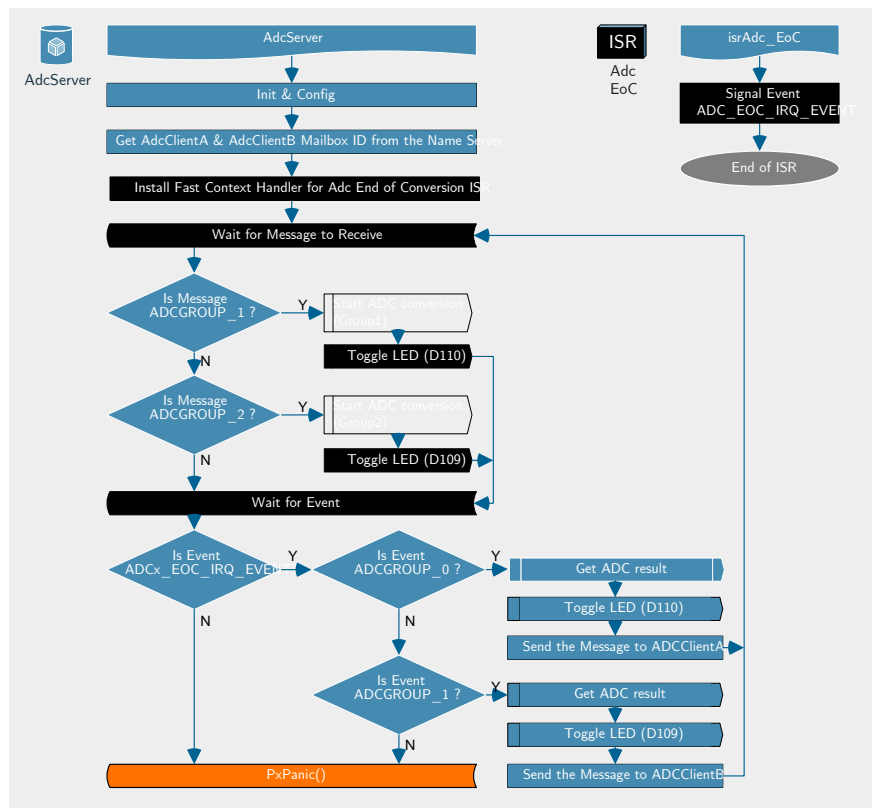 AdcServer
ISR
isrAdc_EoC
AdcServer
Adc
EoC
Init & Config
Signal Event
ADC_EOC_IRQ_EVENT
Get AdcClientA & AdcClientB Mailbox ID from the Name Server
End of ISR
Install Fast Context Handler for Adc End of Conversion ISR
Wait for Message to Receive
Is Message
ADCGROUP_1 ?
Y
Start ADC conversion
(Group1)
Toggle LED (D110)
N
Is Message
ADCGROUP_2 ?
Y
Start ADC conversion
(Group2)
Toggle LED (D109)
N
Wait for Event
Is Event
ADCx_EOC_IRQ_EVENT
Y
Is Event
ADCGROUP_0 ?
Y
Get ADC result
Toggle LED (D110)
N
N
Send the Message to ADCClientA
Is Event
ADCGROUP_1 ?
Y
Get ADC result
Toggle LED (D109)
N
PxPanic()
Send the Message to ADCClientB